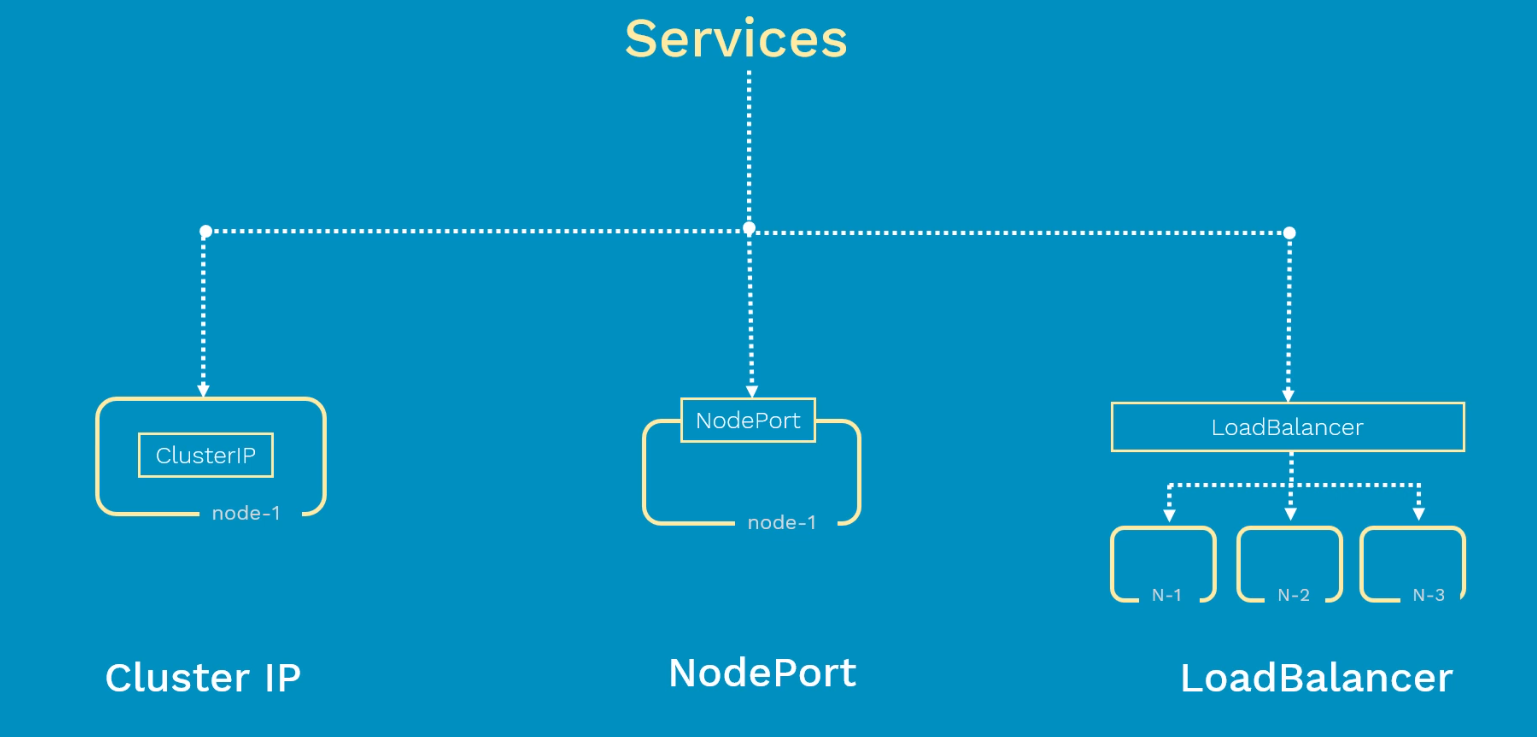 Services
ClusterIP
node-1
NodePort
node-1
LoadBalancer
N-1
N-2
N-3
Cluster IP
NodePort
LoadBalancer